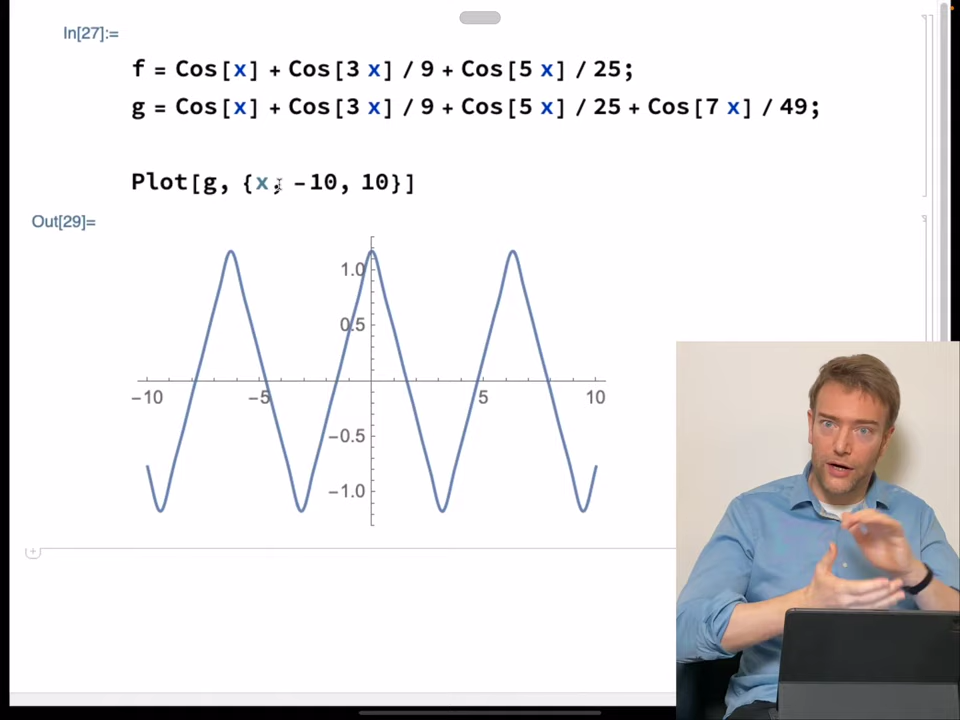 In[27]:=
f = Cos[x] + Cos[3 x] / 9 + Cos[5 x] / 25;
g = Cos[x] + Cos[3 x] / 9 + Cos[5 x] / 25 + Cos[7 x] / 49;
Plot[g, {x, -10, 10}]
Out[29]=
1.0
0.5
-10 -5 5 10
-0.5
-1.0